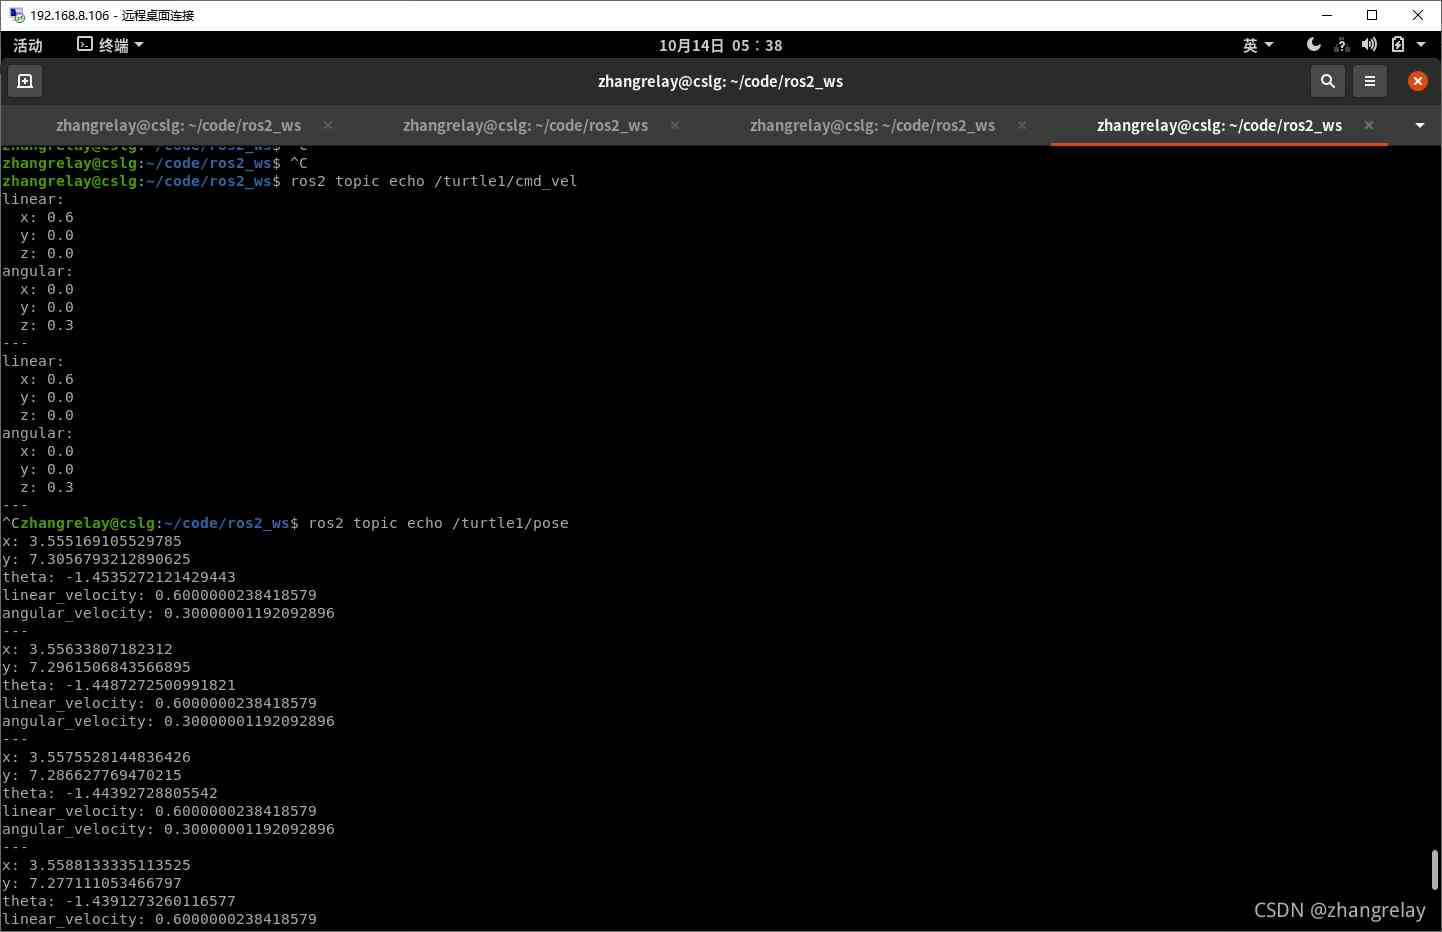 192.168.8.106 - 远程桌面连接
活动 终端 10月14日 05：38 英
zhangrelay@cslg: ~/code/ros2_ws
zhangrelay@cslg: ~/code/ros2_ws × zhangrelay@cslg: ~/code/ros2_ws × zhangrelay@cslg: ~/code/ros2_ws × zhangrelay@cslg: ~/code/ros2_ws ×
zhangrelay@cslg:~/code/ros2_ws$ ^C
zhangrelay@cslg:~/code/ros2_ws$ ^C
zhangrelay@cslg:~/code/ros2_ws$ ros2 topic echo /turtle1/cmd_vel
linear:
  x: 0.6
  y: 0.0
  z: 0.0
angular:
  x: 0.0
  y: 0.0
  z: 0.3
---
linear:
  x: 0.6
  y: 0.0
  z: 0.0
angular:
  x: 0.0
  y: 0.0
  z: 0.3
---
^Czhangrelay@cslg:~/code/ros2_ws$ ros2 topic echo /turtle1/pose
x: 3.555169105529785
y: 7.3056793212890625
theta: -1.4535272121429443
linear_velocity: 0.6000000238418579
angular_velocity: 0.30000001192092896
---
x: 3.55633807182312
y: 7.2961506843566895
theta: -1.4487272500991821
linear_velocity: 0.6000000238418579
angular_velocity: 0.30000001192092896
---
x: 3.5575528144836426
y: 7.286627769470215
theta: -1.44392728805542
linear_velocity: 0.6000000238418579
angular_velocity: 0.30000001192092896
---
x: 3.5588133335113525
y: 7.277111053466797
theta: -1.4391273260116577
linear_velocity: 0.6000000238418579
CSDN @zhangrelay